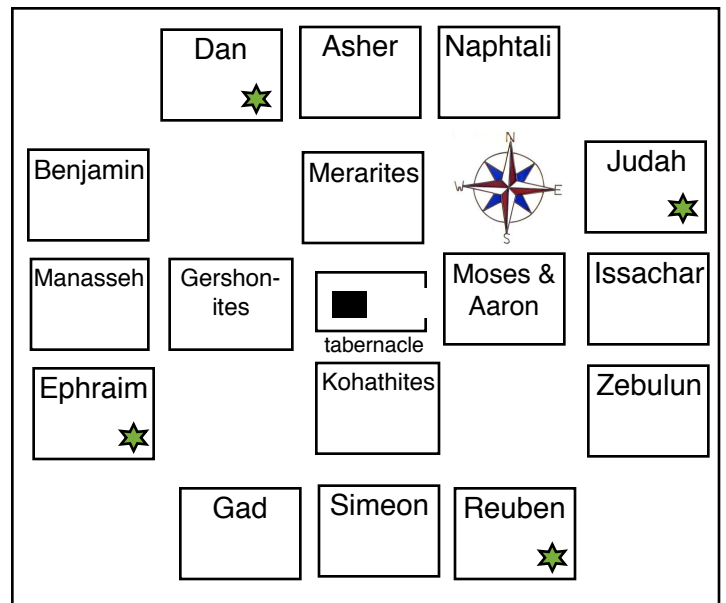 Dan
Asher
Naphtali
N
Benjamin
Merarites
W
E
S
Judah
Manasseh
Gershon-
ites
tabernacle
Moses &
Aaron
Issachar
Ephraim
Kohathites
Zebulun
Gad
Simeon
Reuben